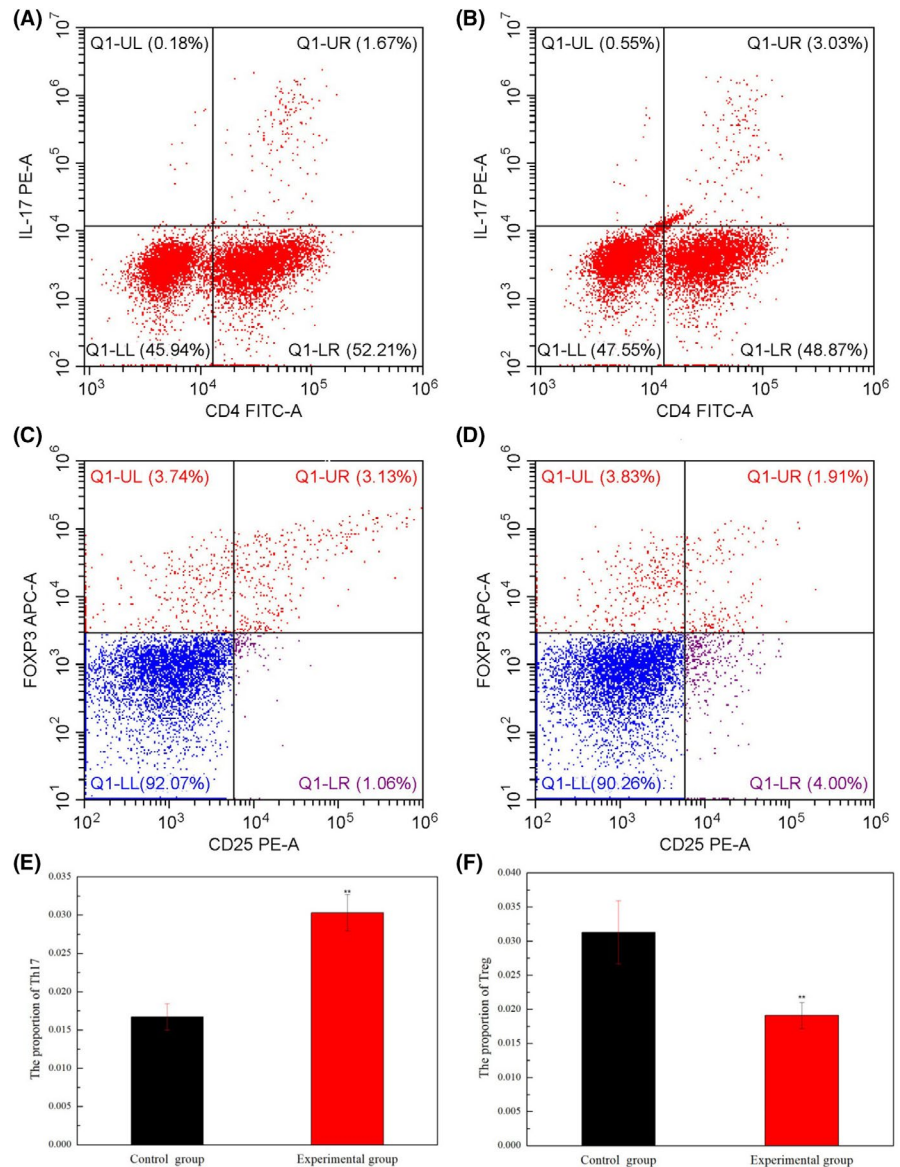 (A)
Q1-UL (0.18%) Q1-UR (1.67%)
Q1-LL (45.94%) Q1-LR (52.21%)
10^7
10^6
10^5
10^4
10^3
10^2
IL-17 PE-A
10^3 10^4 10^5 10^6
CD4 FITC-A
(B)
Q1-UL (0.55%) Q1-UR (3.03%)
Q1-LL (47.55%) Q1-LR (48.87%)
10^7
10^6
10^5
10^4
10^3
10^2
IL-17 PE-A
10^3 10^4 10^5 10^6
CD4 FITC-A
(C)
Q1-UL (3.74%) Q1-UR (3.13%)
Q1-LL(92.07%) Q1-LR (1.06%)
10^6
10^5
10^4
10^3
10^2
10^1
FOXP3 APC-A
10^2 10^3 10^4 10^5 10^6
CD25 PE-A
(D)
Q1-UL (3.83%) Q1-UR (1.91%)
Q1-LL(90.26%) Q1-LR (4.00%)
10^6
10^5
10^4
10^3
10^2
10^1
FOXP3 APC-A
10^2 10^3 10^4 10^5 10^6
CD25 PE-A
(E)
0.035
0.030
0.025
0.020
0.015
0.010
0.005
0.000
The proportion of Th17
**
Control group Experimental group
(F)
0.040
0.035
0.030
0.025
0.020
0.015
0.010
0.005
0.000
The proportion of Treg
**
Control group Experimental group